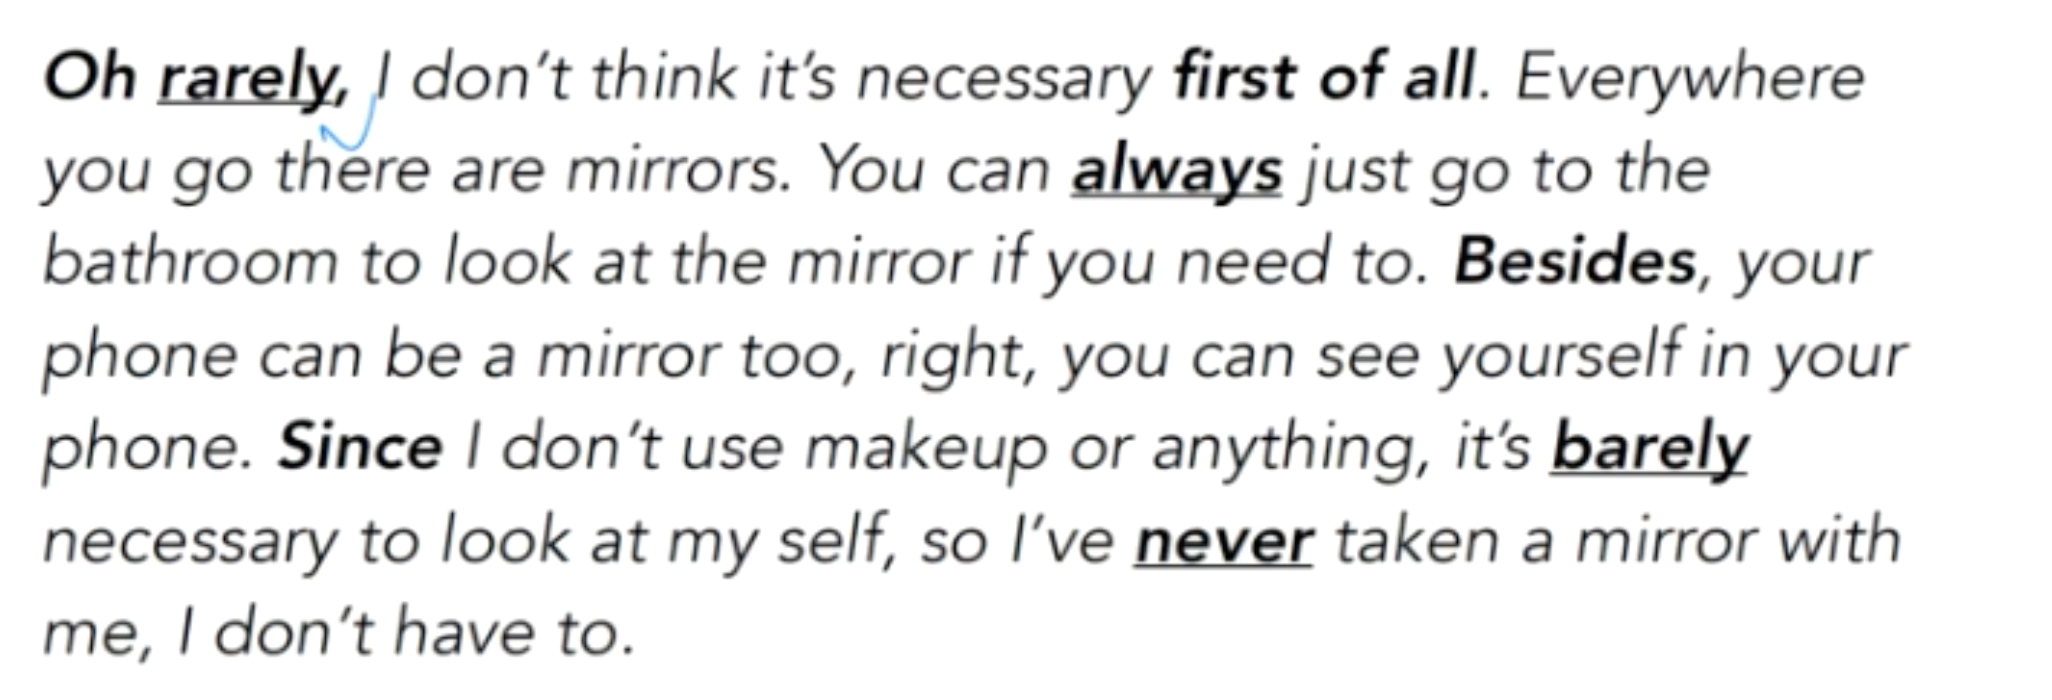 Oh rarely, I don't think it's necessary first of all. Everywhere
you go there are mirrors. You can always just go to the
bathroom to look at the mirror if you need to. Besides, your
phone can be a mirror too, right, you can see yourself in your
phone. Since I don't use makeup or anything, it's barely
necessary to look at my self, so I've never taken a mirror with
me, I don't have to.